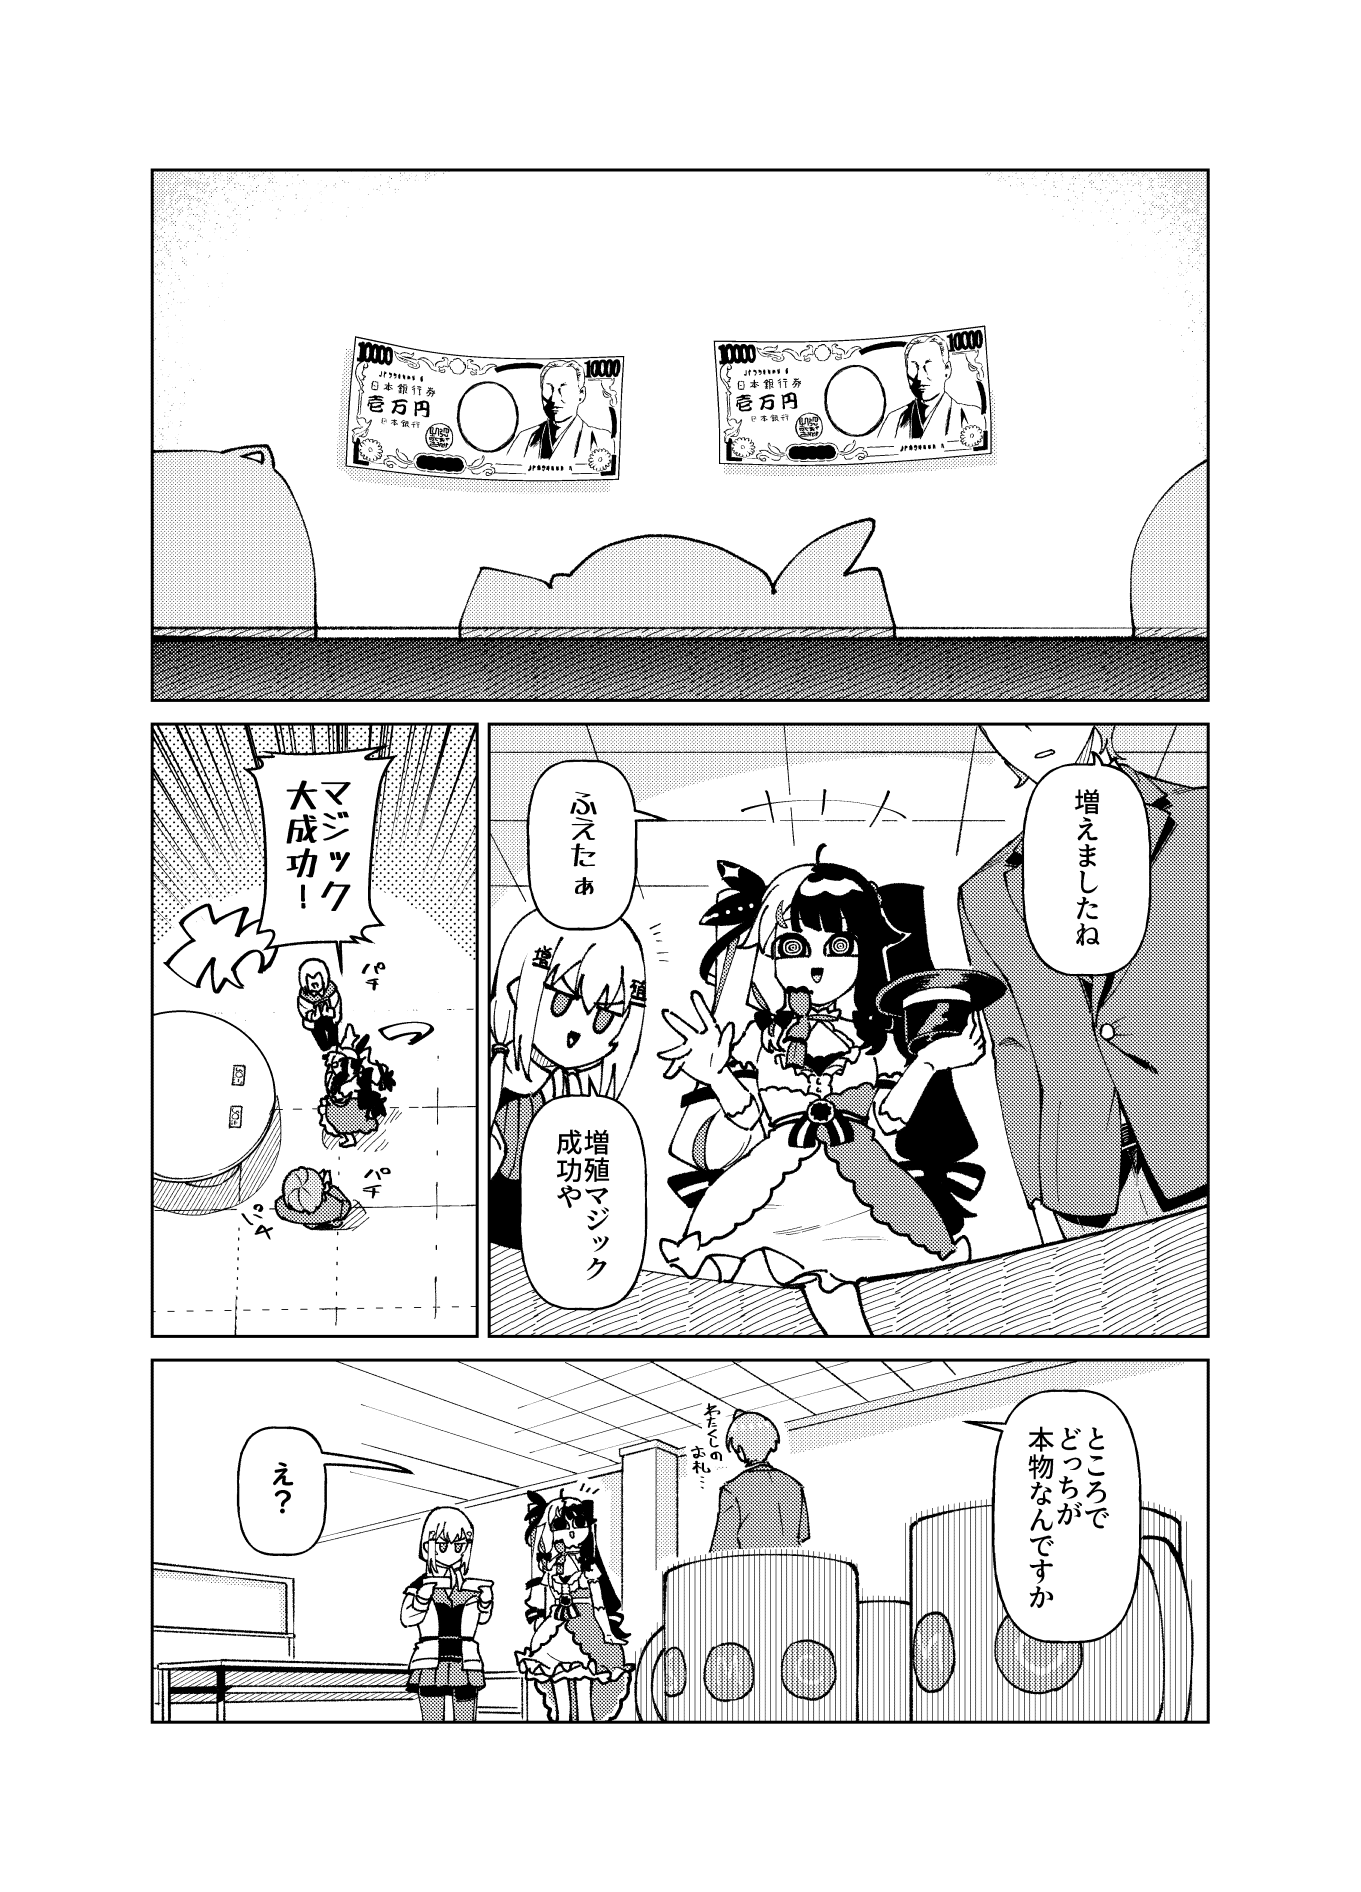 10000
10000
日本銀行券
壱万円
日本銀行
10000
10000
日本銀行券
壱万円
日本銀行
増えましたね
ふえたぁ
増
殖
増殖マジック
成功や
マジック
大成功！
パチ
パチ
パチ
ところで
どっちが
本物なんですか
わたくしの
お札…
え？